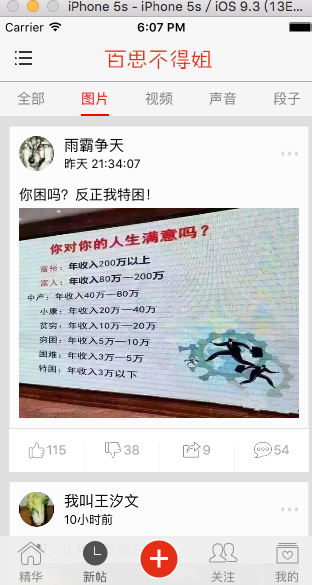 iPhone 5s - iPhone 5s / iOS 9.3 (13E...
Carrier 6:07 PM
百思不得姐
全部 图片 视频 声音 段子
雨霸争天
昨天 21:34:07
你困吗？反正我特困！
你对你的人生满意吗？
富裕：年收入200万以上
富人：年收入80万—200万
中产：年收入40万—80万
小康：年收入20万—40万
贫穷：年收入10万—20万
穷困：年收入5万—10万
困难：年收入3万—5万
特困：年收入3万以下
115 38 9 54
我叫王汐文
10小时前
精华 新帖 关注 我的